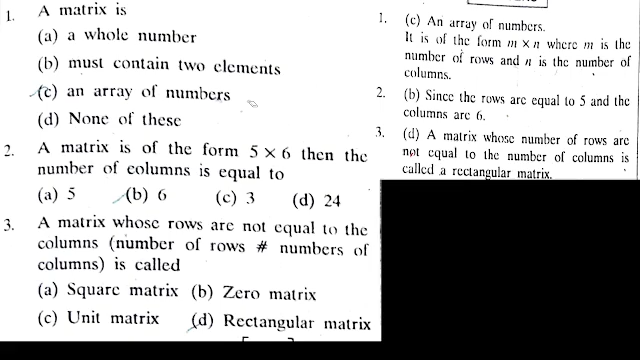 1. A matrix is
(a) a whole number
(b) must contain two elements
(c) an array of numbers
(d) None of these
2. A matrix is of the form 5 × 6 then the
number of columns is equal to
(a) 5 (b) 6 (c) 3 (d) 24
3. A matrix whose rows are not equal to the
columns (number of rows # numbers of
columns) is called
(a) Square matrix (b) Zero matrix
(c) Unit matrix (d) Rectangular matrix
1. (c) An array of numbers.
It is of the form m × n where m is the
number of rows and n is the number of
columns.
2. (b) Since the rows are equal to 5 and the
columns are 6.
3. (d) A matrix whose number of rows are
not equal to the number of columns is
called a rectangular matrix.